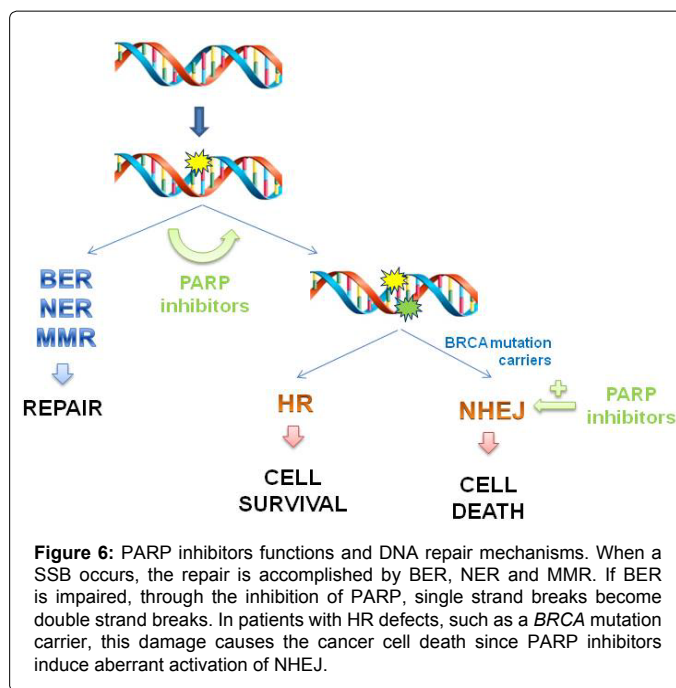 BER
NER
MMR
REPAIR
PARP
inhibitors
BRCA mutation
carriers
HR
CELL
SURVIVAL
NHEJ
CELL
DEATH
+
PARP
inhibitors
Figure 6: PARP inhibitors functions and DNA repair mechanisms. When a
SSB occurs, the repair is accomplished by BER, NER and MMR. If BER
is impaired, through the inhibition of PARP, single strand breaks become
double strand breaks. In patients with HR defects, such as a BRCA mutation
carrier, this damage causes the cancer cell death since PARP inhibitors
induce aberrant activation of NHEJ.